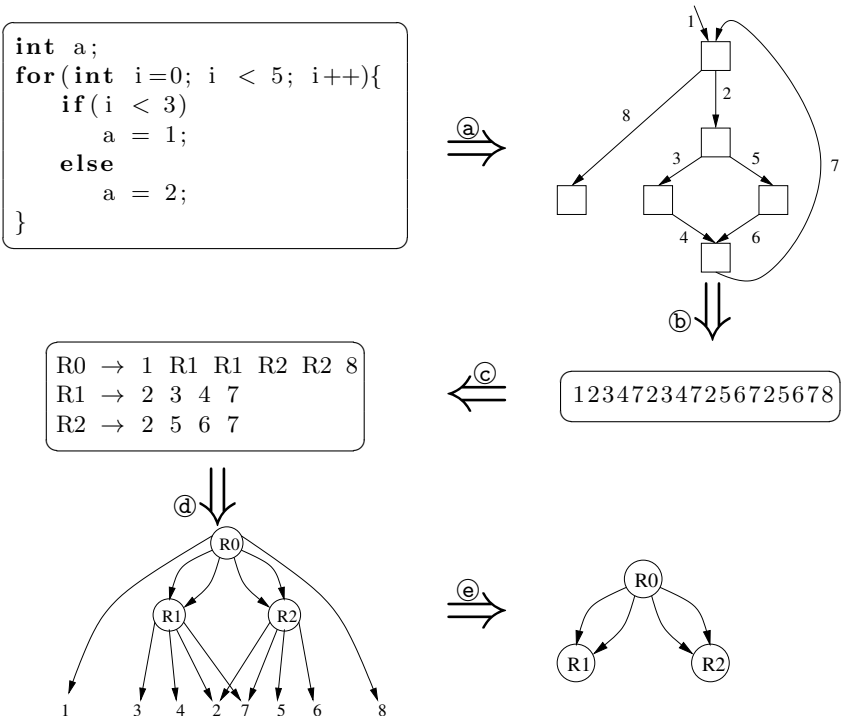 int a;
for(int i=0; i < 5; i++){
if(i < 3)
a = 1;
else
a = 2;
}
ⓐ
1
2
8
3
5
7
4
6
ⓑ
123472347256725678
ⓒ
R0 → 1 R1 R1 R2 R2 8
R1 → 2 3 4 7
R2 → 2 5 6 7
ⓓ
R0
R1 R2
1 3 4 2 7 5 6 8
ⓔ
R0
R1 R2